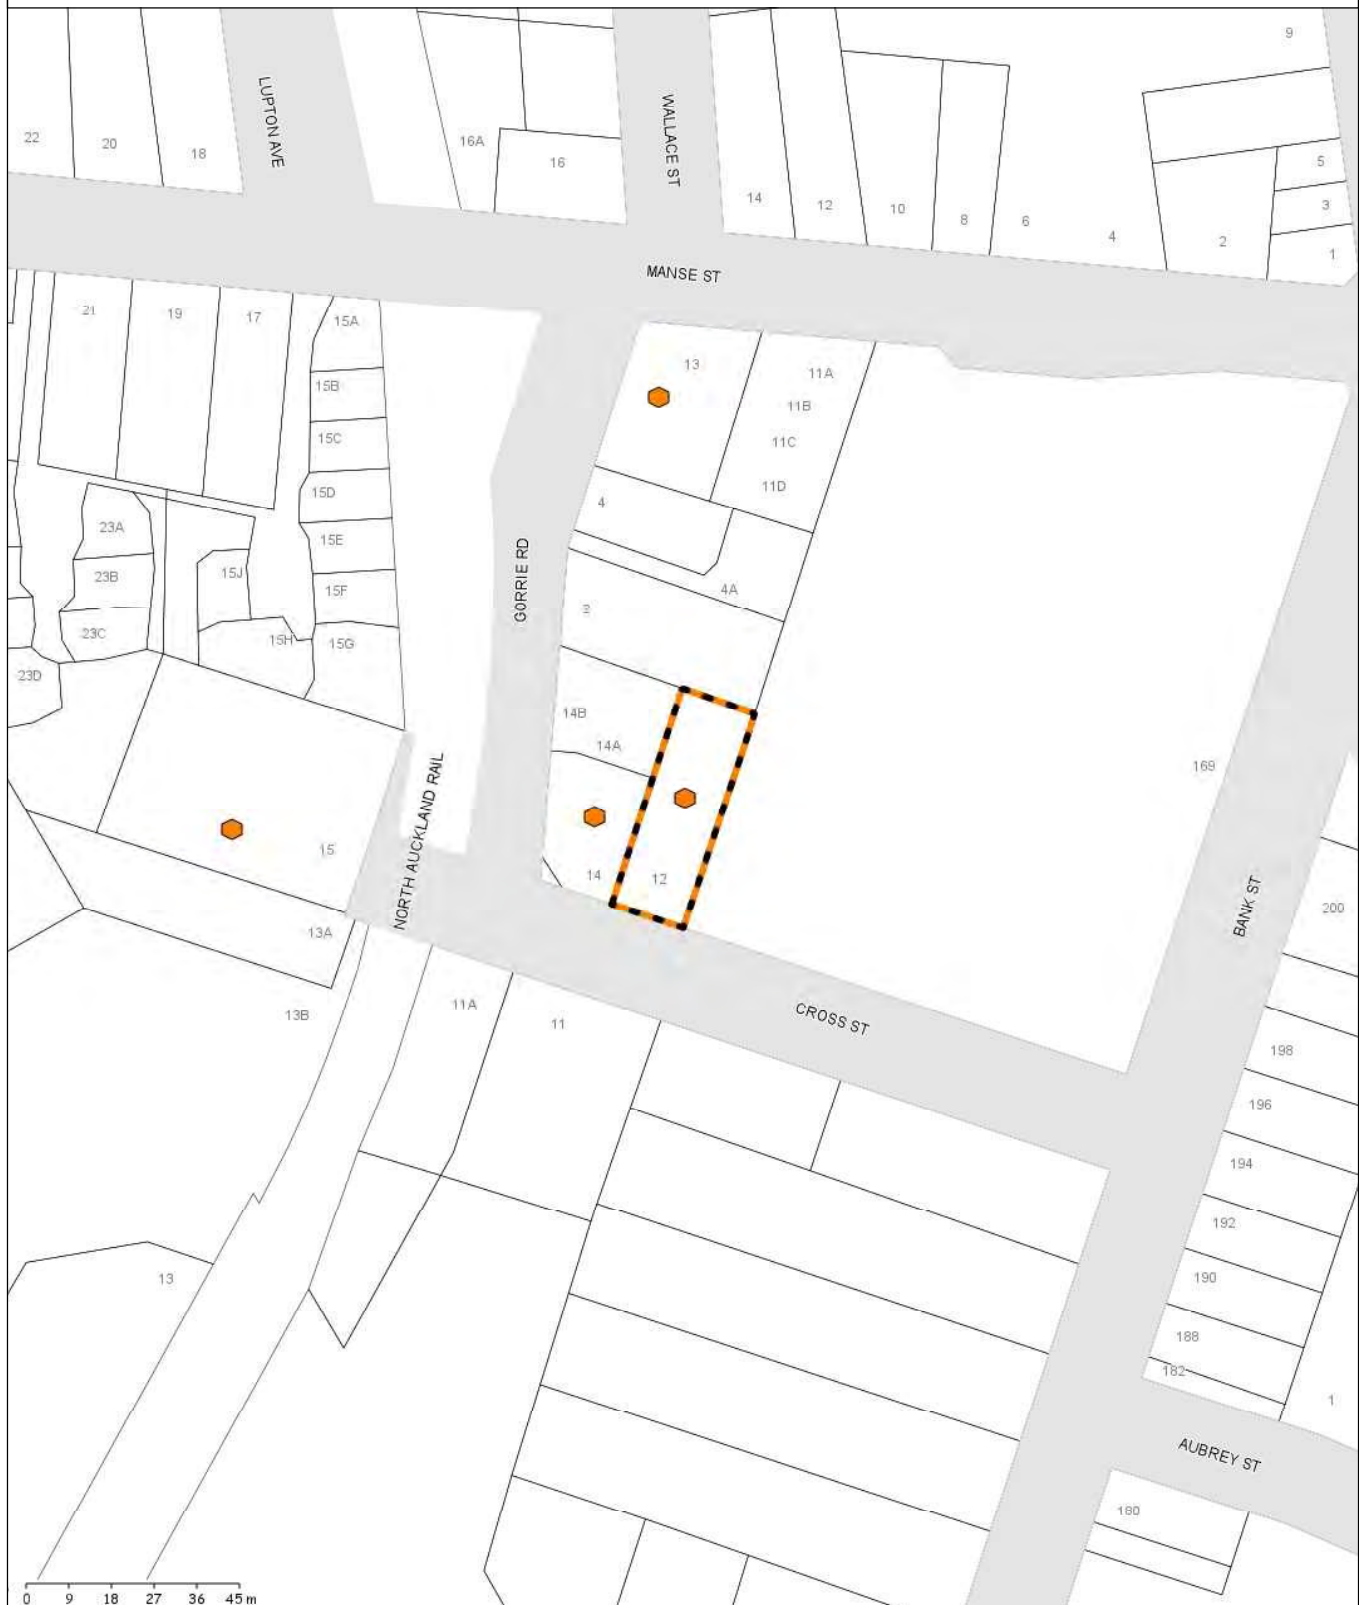 9
LUPTON AVE
WALLACE ST
22
20
18
16A
16
14
12
10
8
6
4
2
5
3
1
MANSE ST
21
19
17
15A
15B
15C
15D
15E
15F
15G
15H
15J
23A
23B
23C
23D
13
11A
11B
11C
11D
4
4A
2
GORRIE RD
14B
14A
14
12
169
15
13A
13B
NORTH AUCKLAND RAIL
BANK ST
200
11A
11
CROSS ST
198
196
194
192
190
188
182
1
13
AUBREY ST
180
0 9 18 27 36 45 m